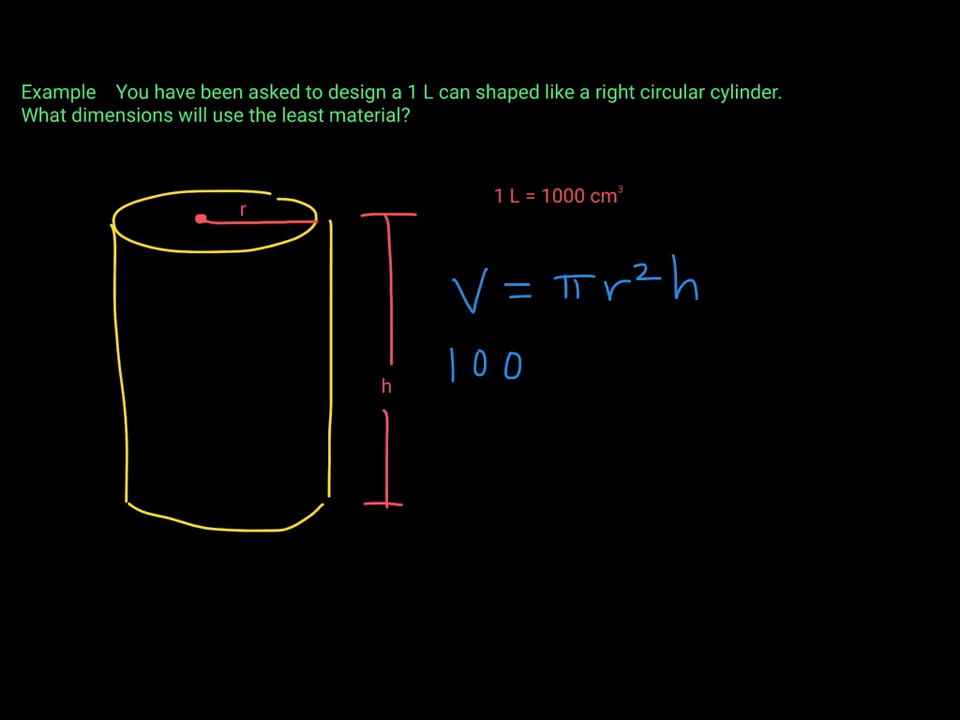 Example You have been asked to design a 1 L can shaped like a right circular cylinder.
What dimensions will use the least material?
r
1 L = 1000 cm³
V = πr²h
100
h